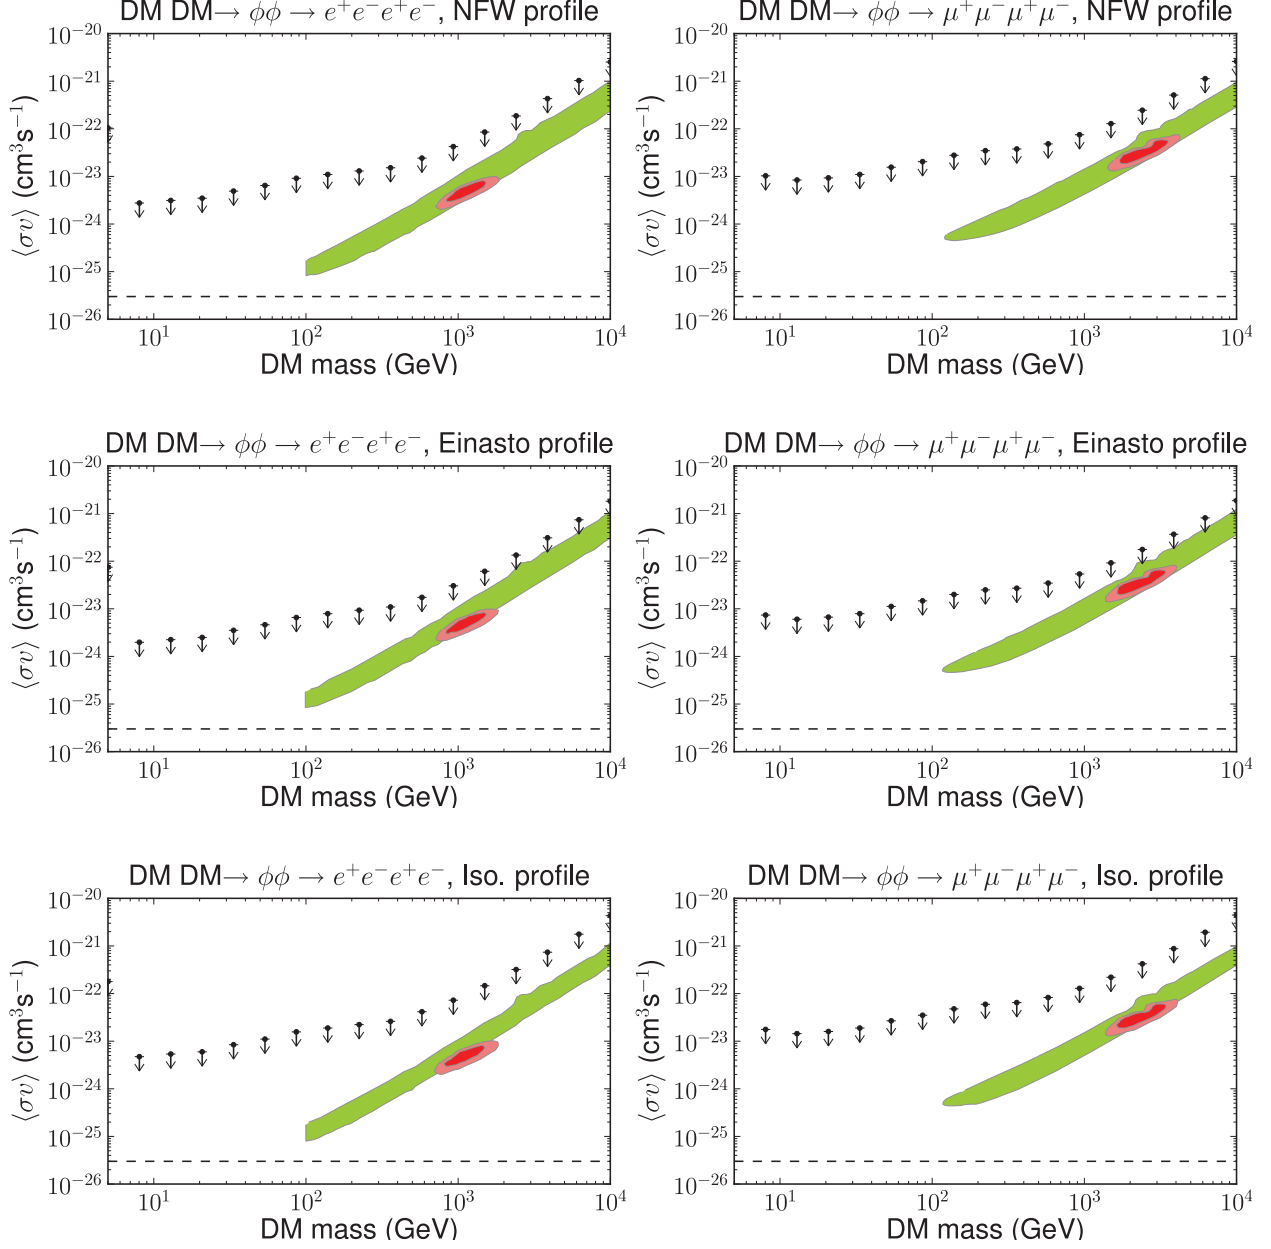 DM DM→ ϕϕ → e⁺e⁻e⁺e⁻, NFW profile
10⁻²⁰
10⁻²¹
10⁻²²
10⁻²³
10⁻²⁴
10⁻²⁵
10⁻²⁶
⟨σv⟩ (cm³s⁻¹)
10¹ 10² 10³ 10⁴
DM mass (GeV)
DM DM→ ϕϕ → μ⁺μ⁻μ⁺μ⁻, NFW profile
10⁻²⁰
10⁻²¹
10⁻²²
10⁻²³
10⁻²⁴
10⁻²⁵
10⁻²⁶
⟨σv⟩ (cm³s⁻¹)
10¹ 10² 10³ 10⁴
DM mass (GeV)
DM DM→ ϕϕ → e⁺e⁻e⁺e⁻, Einasto profile
10⁻²⁰
10⁻²¹
10⁻²²
10⁻²³
10⁻²⁴
10⁻²⁵
10⁻²⁶
⟨σv⟩ (cm³s⁻¹)
10¹ 10² 10³ 10⁴
DM mass (GeV)
DM DM→ ϕϕ → μ⁺μ⁻μ⁺μ⁻, Einasto profile
10⁻²⁰
10⁻²¹
10⁻²²
10⁻²³
10⁻²⁴
10⁻²⁵
10⁻²⁶
⟨σv⟩ (cm³s⁻¹)
10¹ 10² 10³ 10⁴
DM mass (GeV)
DM DM→ ϕϕ → e⁺e⁻e⁺e⁻, Iso. profile
10⁻²⁰
10⁻²¹
10⁻²²
10⁻²³
10⁻²⁴
10⁻²⁵
10⁻²⁶
⟨σv⟩ (cm³s⁻¹)
10¹ 10² 10³ 10⁴
DM mass (GeV)
DM DM→ ϕϕ → μ⁺μ⁻μ⁺μ⁻, Iso. profile
10⁻²⁰
10⁻²¹
10⁻²²
10⁻²³
10⁻²⁴
10⁻²⁵
10⁻²⁶
⟨σv⟩ (cm³s⁻¹)
10¹ 10² 10³ 10⁴
DM mass (GeV)